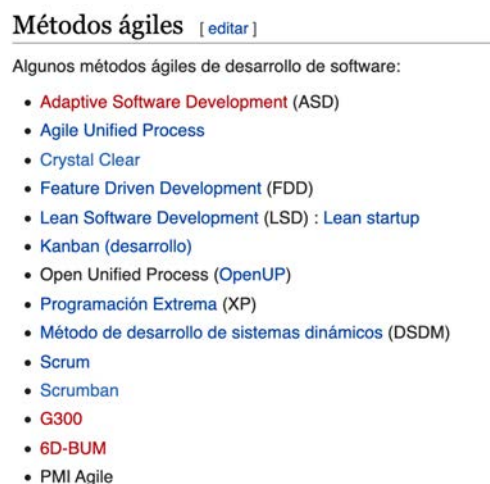 Métodos ágiles [ editar ]
Algunos métodos ágiles de desarrollo de software:
• Adaptive Software Development (ASD)
• Agile Unified Process
• Crystal Clear
• Feature Driven Development (FDD)
• Lean Software Development (LSD) : Lean startup
• Kanban (desarrollo)
• Open Unified Process (OpenUP)
• Programación Extrema (XP)
• Método de desarrollo de sistemas dinámicos (DSDM)
• Scrum
• Scrumban
• G300
• 6D-BUM
• PMI Agile